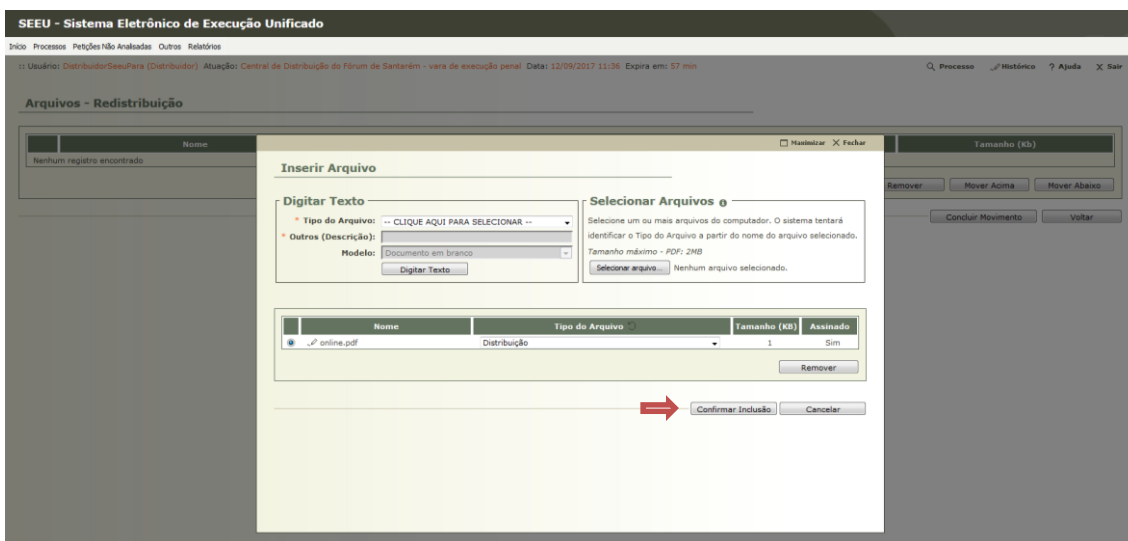 SEEU - Sistema Eletrônico de Execução Unificado
Início Processos Petições Não Analisadas Outros Relatórios
:: Usuário: DistribuidorSeeuPara (Distribuidor) Atuação: Central de Distribuição do Fórum de Santarém - vara de execução penal Data: 12/09/2017 11:36 Expira em: 57 min
Processo Histórico ? Ajuda X Sair
Arquivos - Redistribuição
Nome Tamanho (Kb)
Nenhum registro encontrado
Remover Mover Acima Mover Abaixo
Concluir Movimento Voltar
Maximizar X Fechar
Inserir Arquivo
Digitar Texto
* Tipo do Arquivo: -- CLIQUE AQUI PARA SELECIONAR --
* Outros (Descrição):
Modelo: Documento em branco
Digitar Texto
Selecionar Arquivos
Selecione um ou mais arquivos do computador. O sistema tentará
identificar o Tipo do Arquivo a partir do nome do arquivo selecionado.
Tamanho máximo - PDF: 2MB
Selecionar arquivo... Nenhum arquivo selecionado.
Nome Tipo do Arquivo Tamanho (KB) Assinado
online.pdf Distribuição 1 Sim
Remover
Confirmar Inclusão Cancelar